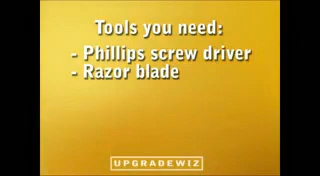 Tools you need:
- Phillips screw driver
- Razor blade
UPGRADEWIZ